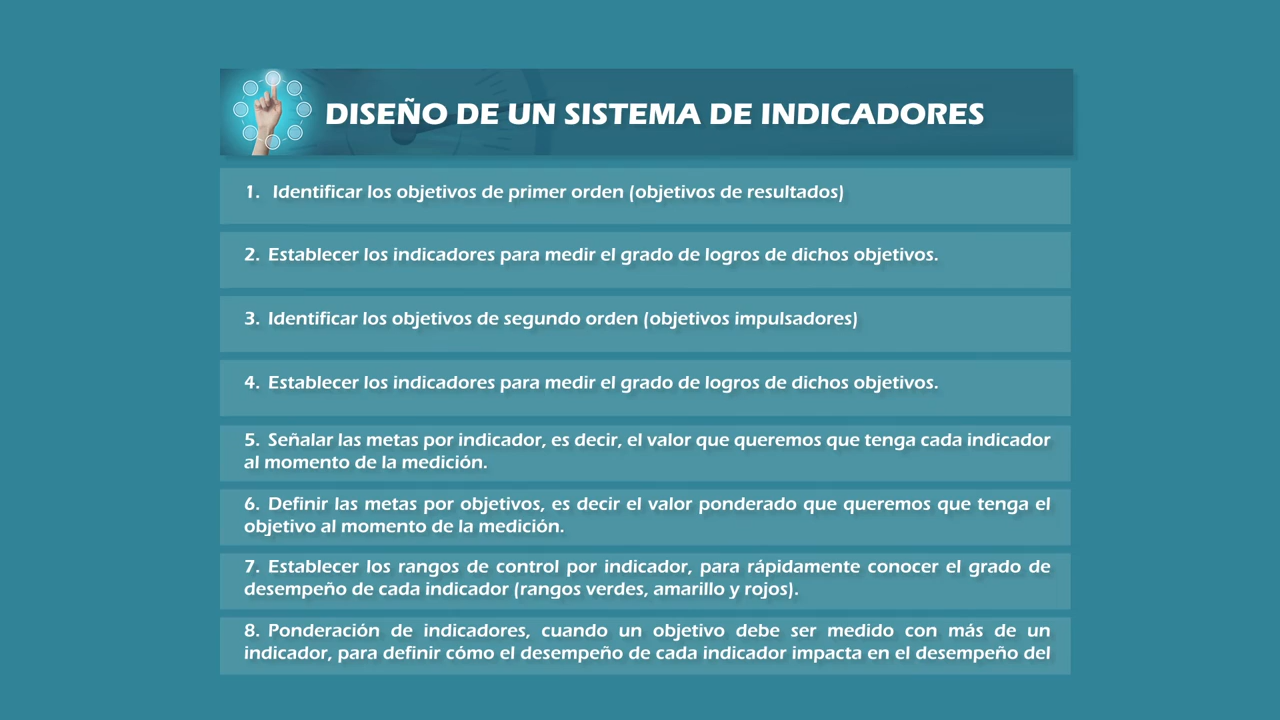 DISEÑO DE UN SISTEMA DE INDICADORES
1. Identificar los objetivos de primer orden (objetivos de resultados)
2. Establecer los indicadores para medir el grado de logros de dichos objetivos.
3. Identificar los objetivos de segundo orden (objetivos impulsadores)
4. Establecer los indicadores para medir el grado de logros de dichos objetivos.
5. Señalar las metas por indicador, es decir, el valor que queremos que tenga cada indicador
al momento de la medición.
6. Definir las metas por objetivos, es decir el valor ponderado que queremos que tenga el
objetivo al momento de la medición.
7. Establecer los rangos de control por indicador, para rápidamente conocer el grado de
desempeño de cada indicador (rangos verdes, amarillo y rojos).
8. Ponderación de indicadores, cuando un objetivo debe ser medido con más de un
indicador, para definir cómo el desempeño de cada indicador impacta en el desempeño del